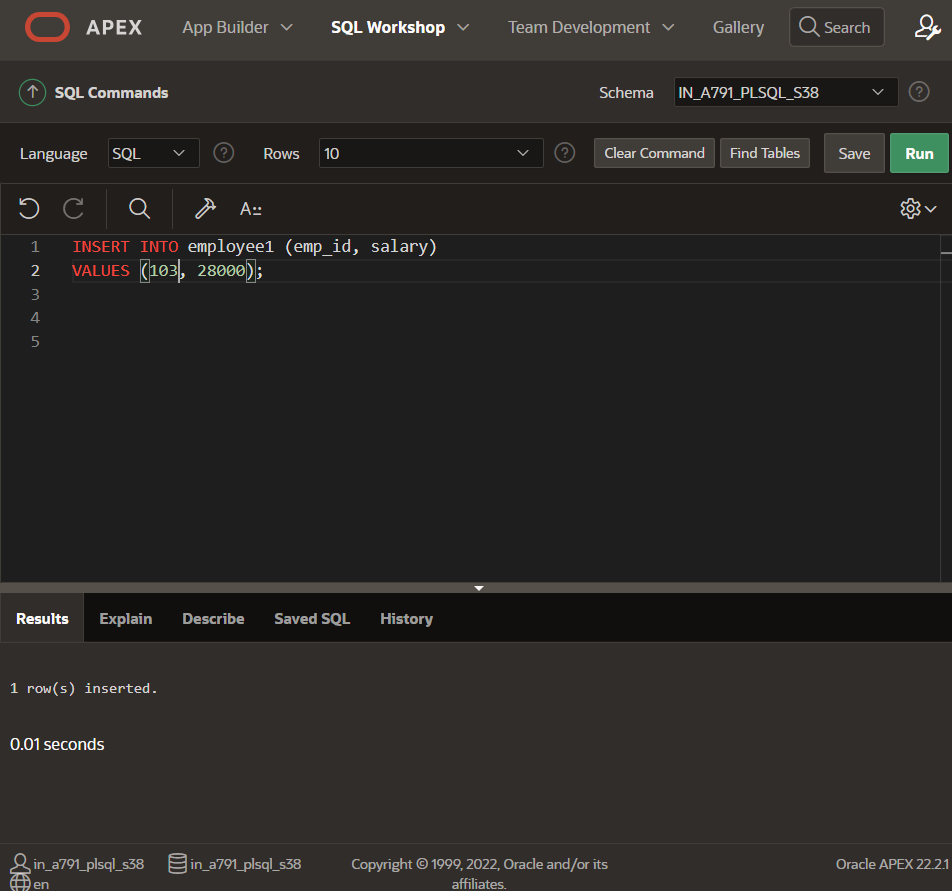 APEX App Builder SQL Workshop Team Development Gallery Search
SQL Commands Schema IN_A791_PLSQL_S38 ?
Language SQL ? Rows 10 ? Clear Command Find Tables Save Run
A::
1 INSERT INTO employee1 (emp_id, salary)
2 VALUES (103, 28000);
3
4
5
Results Explain Describe Saved SQL History
1 row(s) inserted.
0.01 seconds
in_a791_plsql_s38 in_a791_plsql_s38 Copyright © 1999, 2022, Oracle and/or its Oracle APEX 22.2.1
en affiliates.